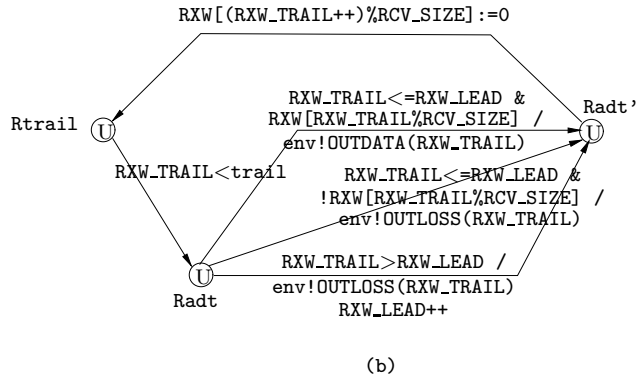 RXW[(RXW_TRAIL++)%RCV_SIZE]:=0
Rtrail
U
RXW_TRAIL<=RXW_LEAD &
RXW[RXW_TRAIL%RCV_SIZE] /
env!OUTDATA(RXW_TRAIL)
Radt'
U
RXW_TRAIL<trail
RXW_TRAIL<=RXW_LEAD &
!RXW[RXW_TRAIL%RCV_SIZE] /
env!OUTLOSS(RXW_TRAIL)
U
Radt
RXW_TRAIL>RXW_LEAD /
env!OUTLOSS(RXW_TRAIL)
RXW_LEAD++
(b)